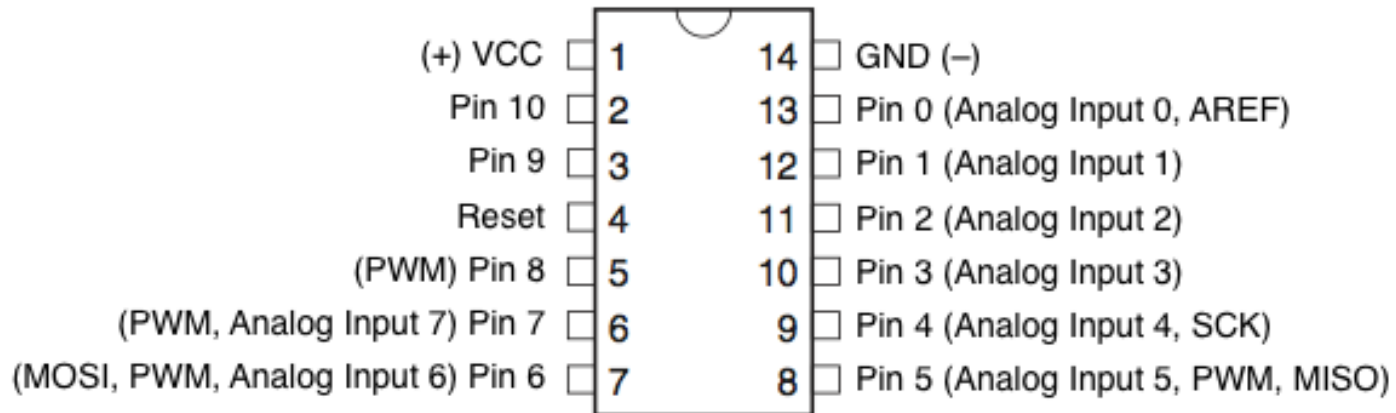 (+) VCC 1 14 GND (–)
Pin 10 2 13 Pin 0 (Analog Input 0, AREF)
Pin 9 3 12 Pin 1 (Analog Input 1)
Reset 4 11 Pin 2 (Analog Input 2)
(PWM) Pin 8 5 10 Pin 3 (Analog Input 3)
(PWM, Analog Input 7) Pin 7 6 9 Pin 4 (Analog Input 4, SCK)
(MOSI, PWM, Analog Input 6) Pin 6 7 8 Pin 5 (Analog Input 5, PWM, MISO)